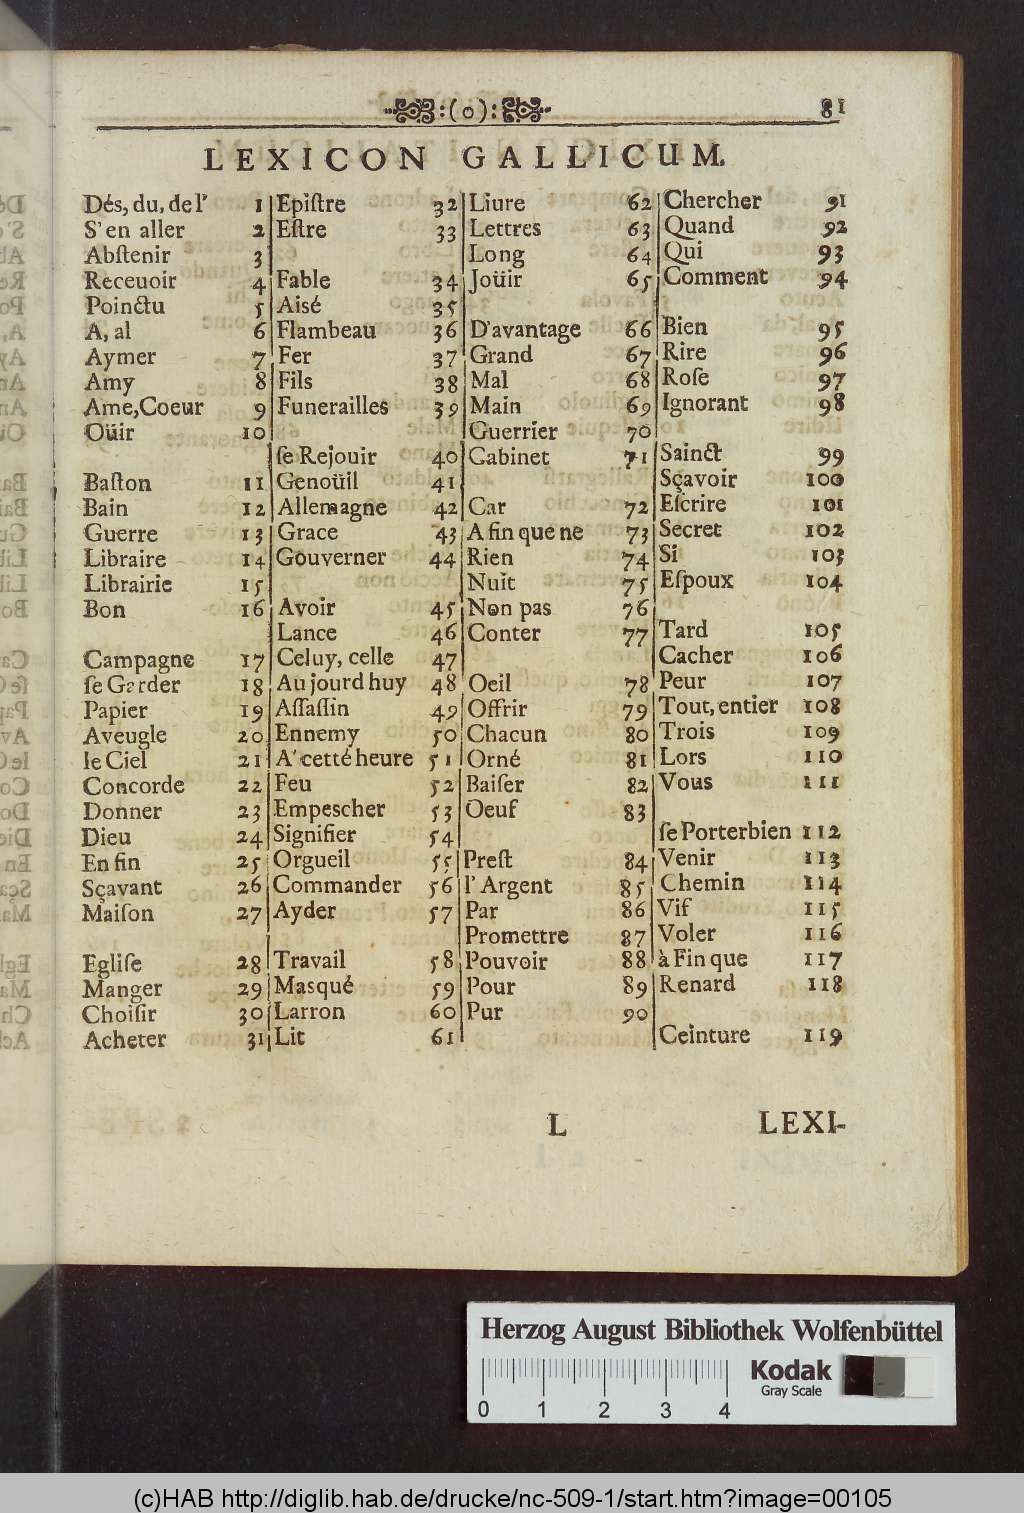 :(o): 81
LEXICON GALLICUM.
Dés, du, de l' 1
S'en aller 2
Abſtenir 3
Receuoir 4
Poinctu 5
A, al 6
Aymer 7
Amy 8
Ame, Coeur 9
Oüir 10
Baſton 11
Bain 12
Guerre 13
Libraire 14
Librairie 15
Bon 16
Campagne 17
ſe Garder 18
Papier 19
Aveugle 20
le Ciel 21
Concorde 22
Donner 23
Dieu 24
En fin 25
Sçavant 26
Maiſon 27
Egliſe 28
Manger 29
Choiſir 30
Acheter 31
Epiſtre 32
Eſtre 33
Fable 34
Aisé 35
Flambeau 36
Fer 37
Fils 38
Funerailles 39
ſe Rejouir 40
Genoüil 41
Allemagne 42
Grace 43
Gouverner 44
Avoir 45
Lance 46
Celuy, celle 47
Au jourd huy 48
Aſſaſſin 49
Ennemy 50
A' cetté heure 51
Feu 52
Empescher 53
Signifier 54
Orgueil 55
Commander 56
Ayder 57
Travail 58
Masqué 59
Larron 60
Lit 61
Liure 62
Lettres 63
Long 64
Joüir 65
D'avantage 66
Grand 67
Mal 68
Main 69
Guerrier 70
Cabinet 71
Car 72
A fin que ne 73
Rien 74
Nuit 75
Non pas 76
Conter 77
Oeil 78
Offrir 79
Chacun 80
Orné 81
Baiſer 82
Oeuf 83
Preſt 84
l'Argent 85
Par 86
Promettre 87
Pouvoir 88
Pour 89
Pur 90
Chercher 91
Quand 92
Qui 93
Comment 94
Bien 95
Rire 96
Roſe 97
Ignorant 98
Sainct 99
Sçavoir 100
Eſcrire 101
Secret 102
Si 103
Eſpoux 104
Tard 105
Cacher 106
Peur 107
Tout, entier 108
Trois 109
Lors 110
Vous 111
ſe Porterbien 112
Venir 113
Chemin 114
Vif 115
Voler 116
à Fin que 117
Renard 118
Ceinture 119
L LEXI-
Herzog August Bibliothek Wolfenbüttel
Kodak
Gray Scale
0 1 2 3 4
(c)HAB http://diglib.hab.de/drucke/nc-509-1/start.htm?image=00105